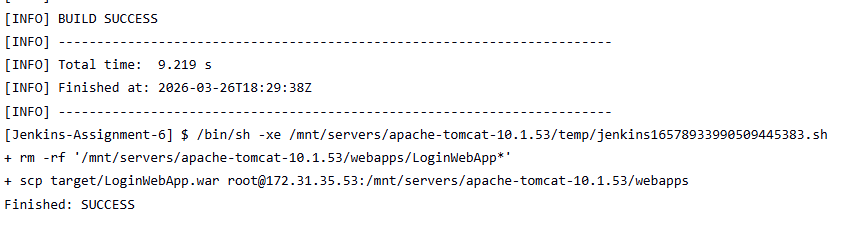 [INFO] BUILD SUCCESS
[INFO] ------------------------------------------------------------------------
[INFO] Total time:  9.219 s
[INFO] Finished at: 2026-03-26T18:29:38Z
[INFO] ------------------------------------------------------------------------
[Jenkins-Assignment-6] $ /bin/sh -xe /mnt/servers/apache-tomcat-10.1.53/temp/jenkins16578933990509445383.sh
+ rm -rf '/mnt/servers/apache-tomcat-10.1.53/webapps/LoginWebApp*'
+ scp target/LoginWebApp.war root@172.31.35.53:/mnt/servers/apache-tomcat-10.1.53/webapps
Finished: SUCCESS